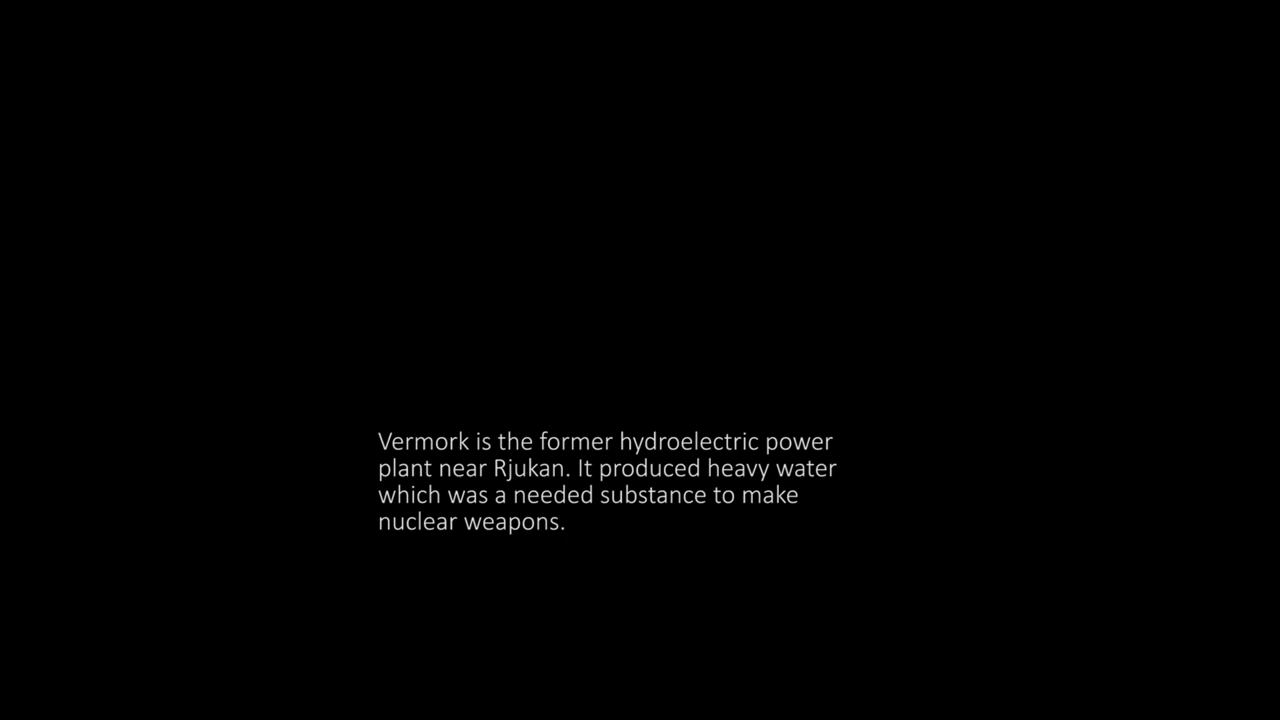 Vermork is the former hydroelectric power
plant near Rjukan. It produced heavy water
which was a needed substance to make
nuclear weapons.